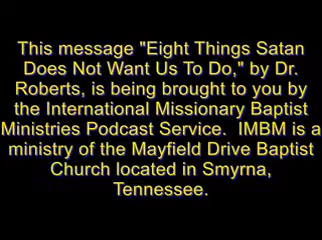 This message "Eight Things Satan
Does Not Want Us To Do," by Dr.
Roberts, is being brought to you by
the International Missionary Baptist
Ministries Podcast Service.  IMBM is a
ministry of the Mayfield Drive Baptist
Church located in Smyrna,
Tennessee.